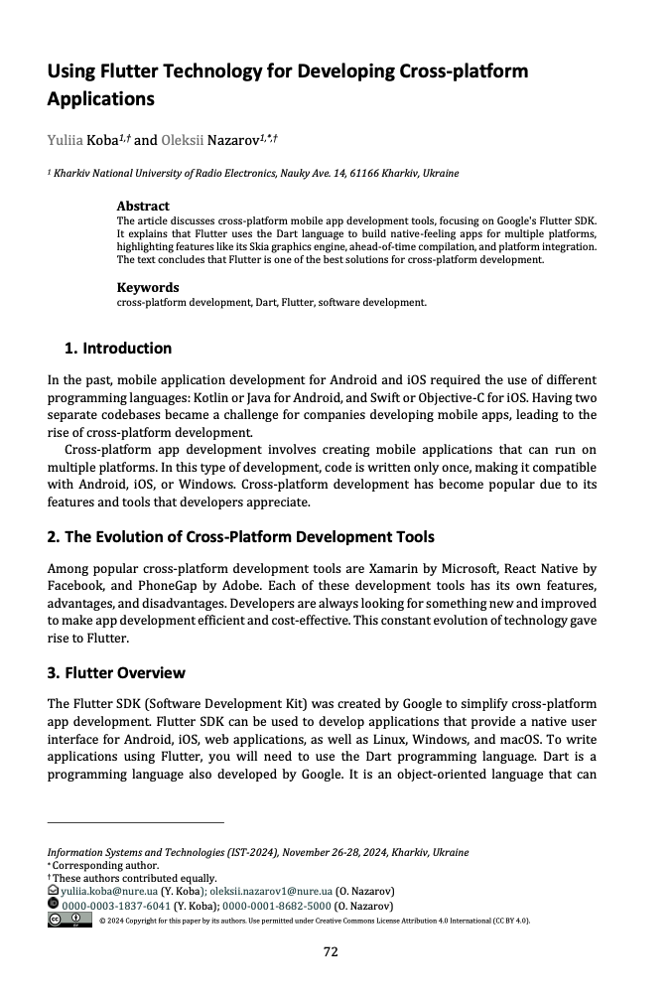 Using Flutter Technology for Developing Cross-platform
Applications
Yuliia Koba1,† and Oleksii Nazarov1,*,†
1 Kharkiv National University of Radio Electronics, Nauky Ave. 14, 61166 Kharkiv, Ukraine
Abstract
The article discusses cross-platform mobile app development tools, focusing on Google's Flutter SDK.
It explains that Flutter uses the Dart language to build native-feeling apps for multiple platforms,
highlighting features like its Skia graphics engine, ahead-of-time compilation, and platform integration.
The text concludes that Flutter is one of the best solutions for cross-platform development.
Keywords
cross-platform development, Dart, Flutter, software development.
1. Introduction
In the past, mobile application development for Android and iOS required the use of different
programming languages: Kotlin or Java for Android, and Swift or Objective-C for iOS. Having two
separate codebases became a challenge for companies developing mobile apps, leading to the
rise of cross-platform development.
Cross-platform app development involves creating mobile applications that can run on
multiple platforms. In this type of development, code is written only once, making it compatible
with Android, iOS, or Windows. Cross-platform development has become popular due to its
features and tools that developers appreciate.
2. The Evolution of Cross-Platform Development Tools
Among popular cross-platform development tools are Xamarin by Microsoft, React Native by
Facebook, and PhoneGap by Adobe. Each of these development tools has its own features,
advantages, and disadvantages. Developers are always looking for something new and improved
to make app development efficient and cost-effective. This constant evolution of technology gave
rise to Flutter.
3. Flutter Overview
The Flutter SDK (Software Development Kit) was created by Google to simplify cross-platform
app development. Flutter SDK can be used to develop applications that provide a native user
interface for Android, iOS, web applications, as well as Linux, Windows, and macOS. To write
applications using Flutter, you will need to use the Dart programming language. Dart is a
programming language also developed by Google. It is an object-oriented language that can
Information Systems and Technologies (IST-2024), November 26-28, 2024, Kharkiv, Ukraine
* Corresponding author.
† These authors contributed equally.
yuliia.koba@nure.ua (Y. Koba); oleksii.nazarov1@nure.ua (O. Nazarov)
iD 0000-0003-1837-6041 (Y. Koba); 0000-0001-8682-5000 (O. Nazarov)
cc BY © 2024 Copyright for this paper by its authors. Use permitted under Creative Commons License Attribution 4.0 International (CC BY 4.0).
72